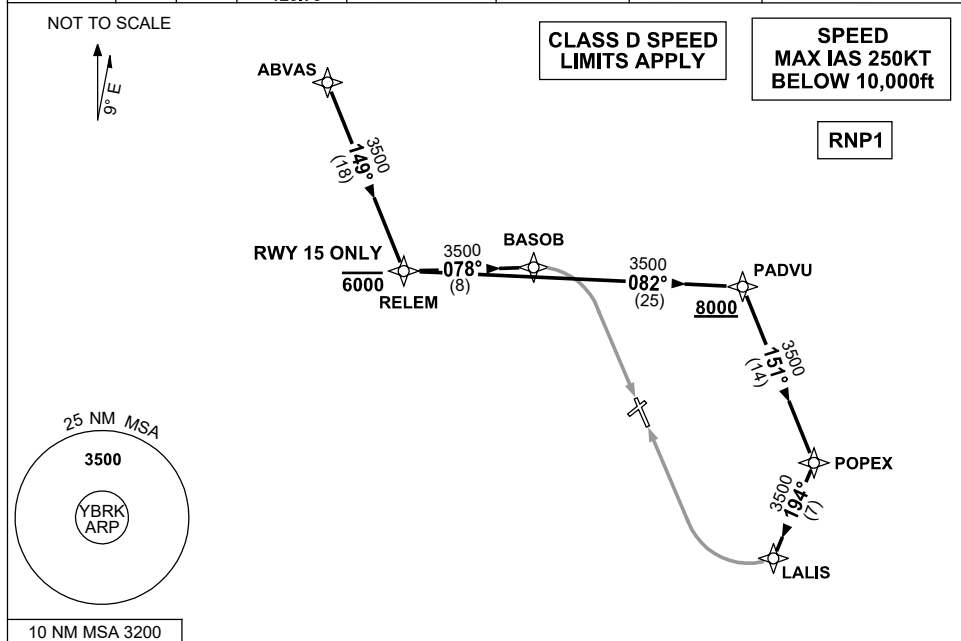 NOT TO SCALE
9° E
CLASS D SPEED
LIMITS APPLY
SPEED
MAX IAS 250KT
BELOW 10,000ft
RNP1
ABVAS
3500
149°
(18)
RWY 15 ONLY
6000
RELEM
3500
078°
(8)
BASOB
3500
082°
(25)
PADVU
8000
3500
151°
(14)
POPEX
3500
194°
(7)
LALIS
25 NM MSA
3500
YBRK
ARP
10 NM MSA 3200